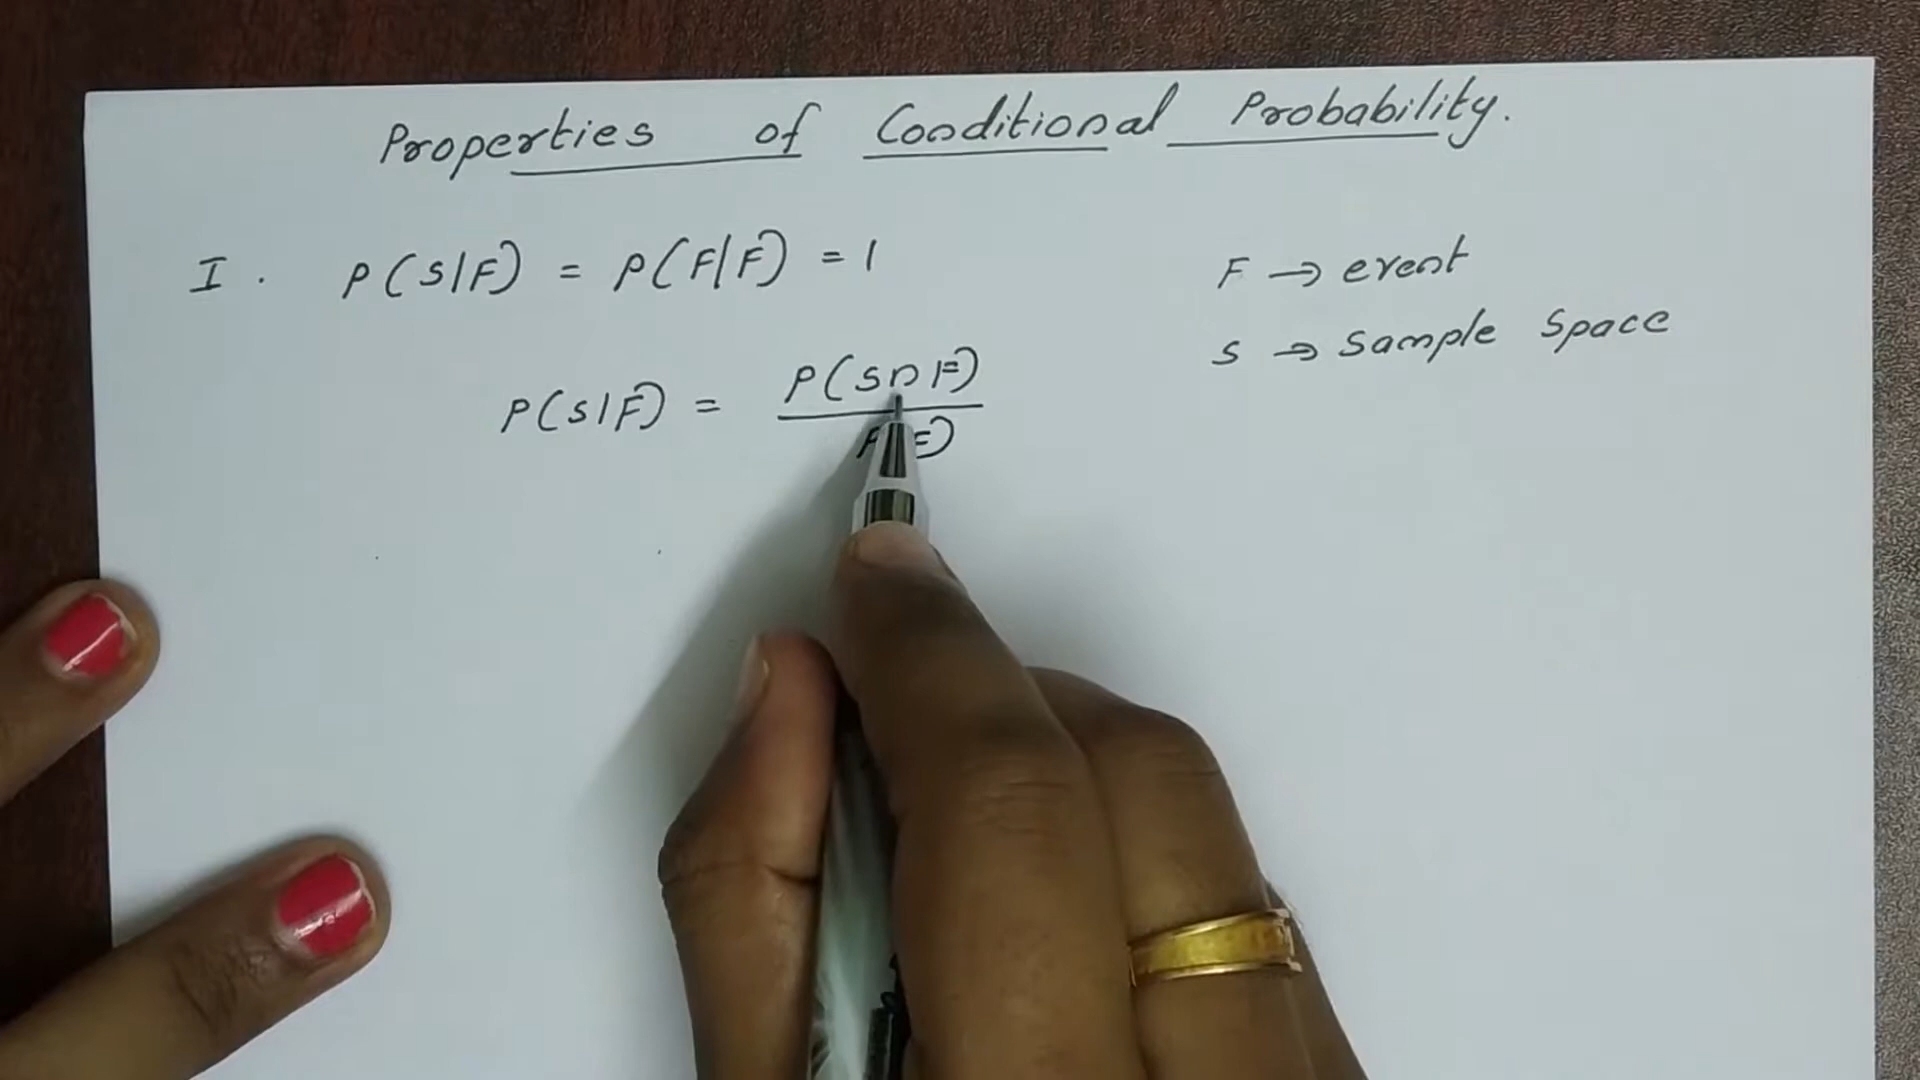 Properties of Conditional Probability.
I. P(S/F) = P(F/F) = 1
F → event
S → Sample Space
P(S/F) = P(S∩F)